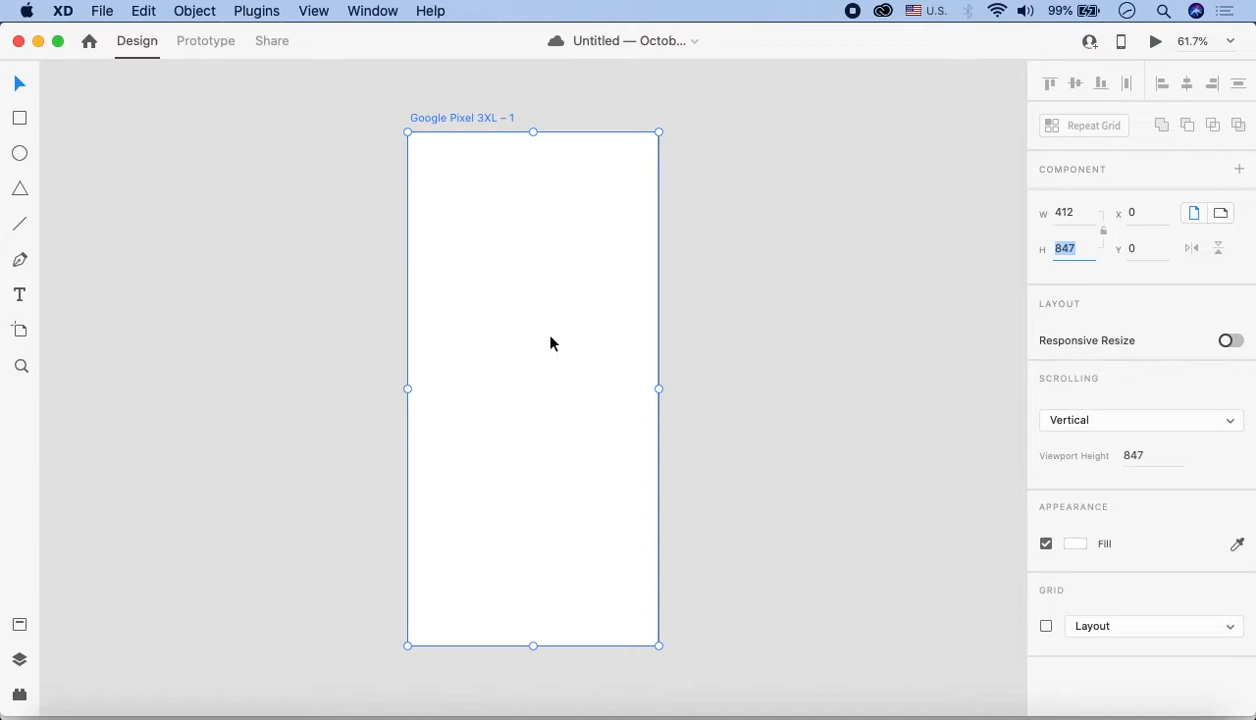 XD File Edit Object Plugins View Window Help U.S. 99%
Design Prototype Share Untitled — Octob... 61.7%
Google Pixel 3XL – 1
Repeat Grid
COMPONENT
W 412 X 0
H 847 Y 0
LAYOUT
Responsive Resize
SCROLLING
Vertical
Viewport Height 847
APPEARANCE
Fill
GRID
Layout
T